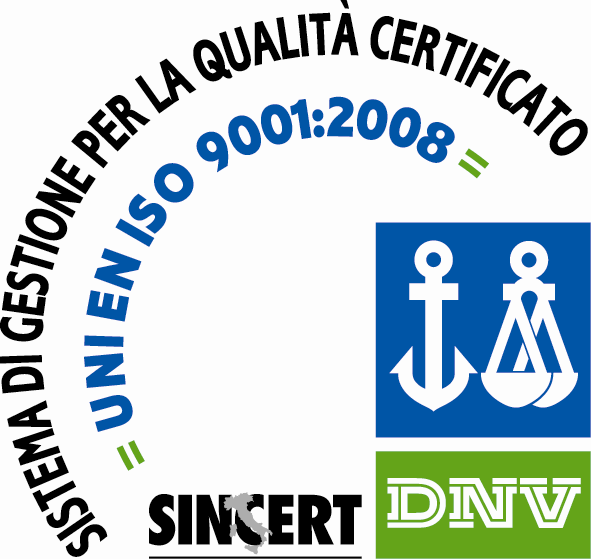 SISTEMA DI GESTIONE PER LA QUALITÀ CERTIFICATO
= UNI EN ISO 9001:2008 =
SINCERT
DNV